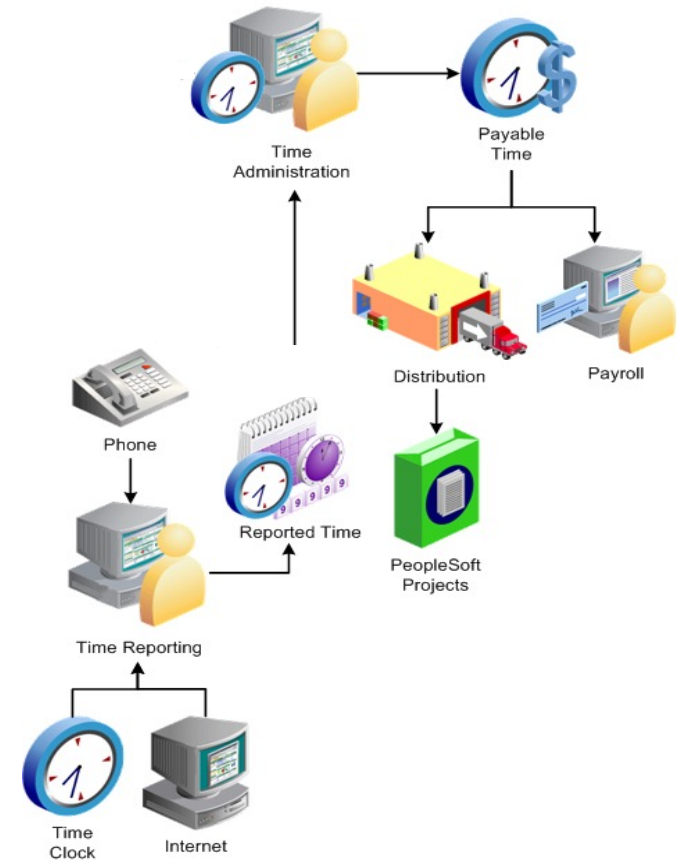 Time
Administration
Payable
Time
Distribution
Payroll
Phone
Reported Time
PeopleSoft
Projects
Time Reporting
Time
Clock
Internet